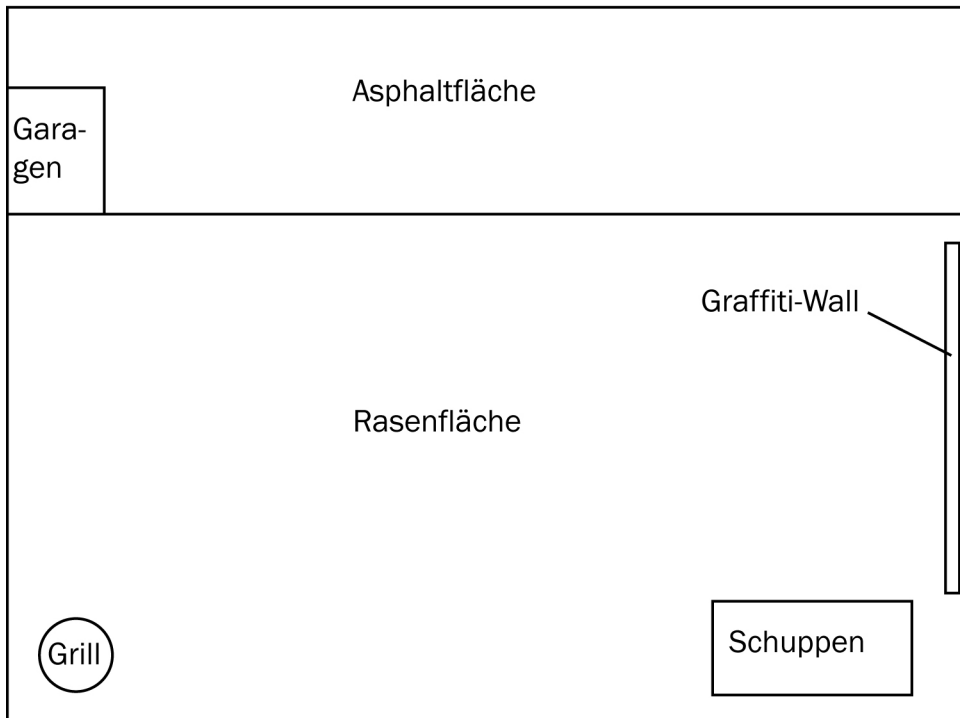 Asphaltfläche
Gara-
gen
Graffiti-Wall
Rasenfläche
Grill
Schuppen